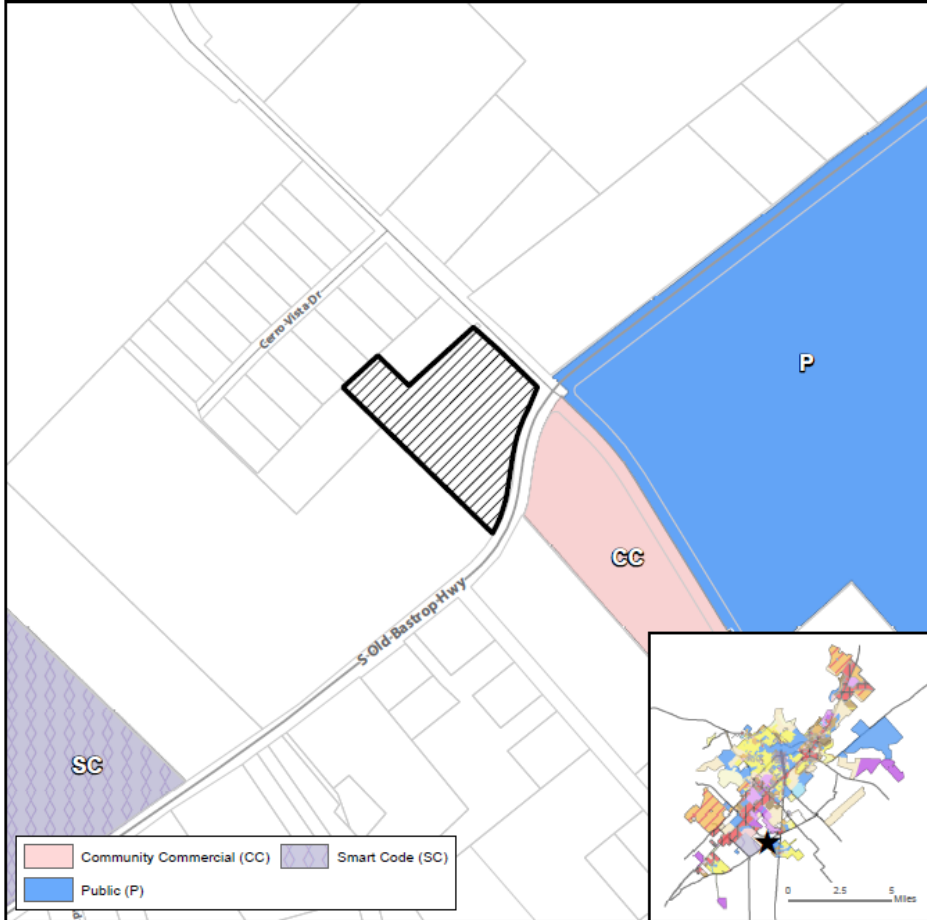 Cerro Vista Dr
P
CC
S Old Bastrop Hwy
SC
Community Commercial (CC)
Smart Code (SC)
Public (P)
0 2.5 5
Miles